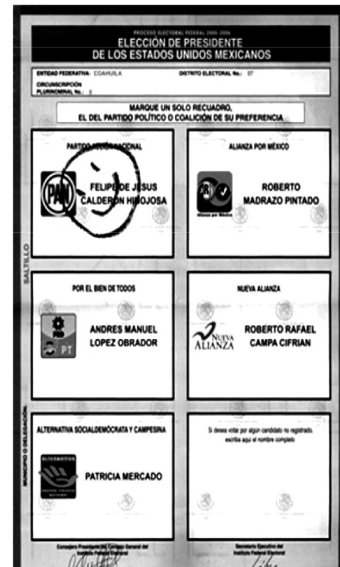 PROCESO ELECTORAL FEDERAL 2005-2006
ELECCIÓN DE PRESIDENTE
DE LOS ESTADOS UNIDOS MEXICANOS
ENTIDAD FEDERATIVA: COAHUILA
DISTRITO ELECTORAL No.: 07
CIRCUNSCRIPCIÓN
PLURINOMINAL No.:
MARQUE UN SOLO RECUADRO,
EL DEL PARTIDO POLÍTICO O COALICIÓN DE SU PREFERENCIA
PARTIDO ACCIÓN NACIONAL
PAN
FELIPE DE JESUS
CALDERON HINOJOSA
ALIANZA POR MÉXICO
PRI
Alianza por México
ROBERTO
MADRAZO PINTADO
SALTILLO
POR EL BIEN DE TODOS
PRD
PT
ANDRES MANUEL
LOPEZ OBRADOR
NUEVA ALIANZA
NUEVA
ALIANZA
ROBERTO RAFAEL
CAMPA CIFRIAN
MUNICIPIO O DELEGACIÓN:
ALTERNATIVA SOCIALDEMÓCRATA Y CAMPESINA
ALTERNATIVA
PATRICIA MERCADO
Si desea votar por algún candidato no registrado,
escriba aquí el nombre completo
Consejero Presidente del Consejo General del
Instituto Federal Electoral
Secretario Ejecutivo del
Instituto Federal Electoral